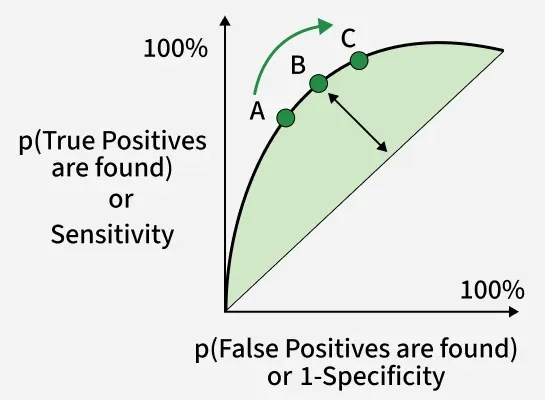 100%
A
B
C
p(True Positives
are found)
or
Sensitivity
100%
p(False Positives are found)
or 1-Specificity